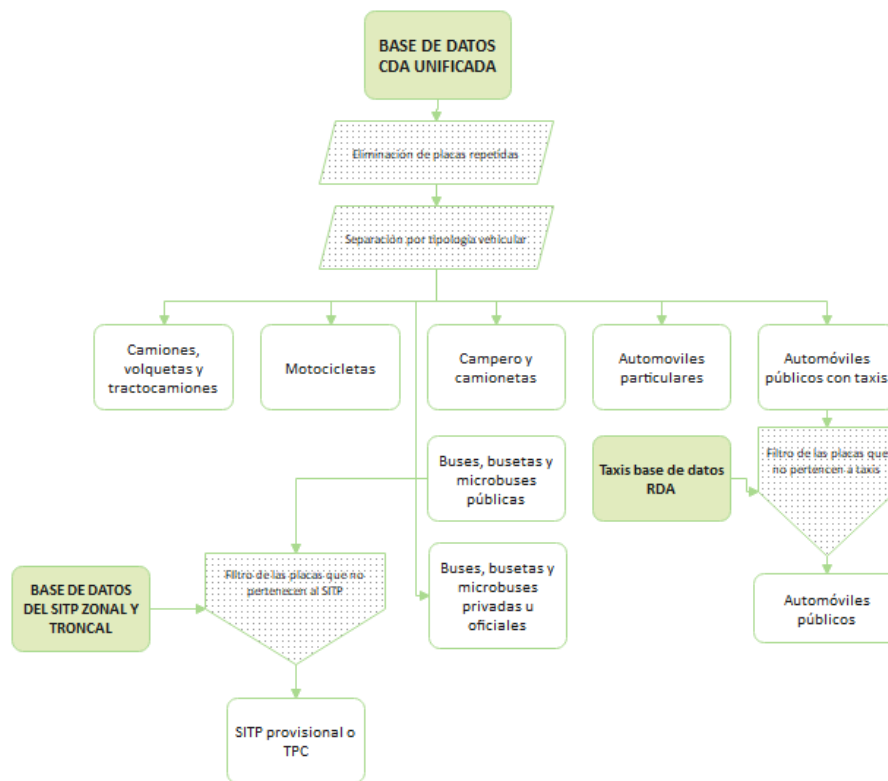 BASE DE DATOS
CDA UNIFICADA
Eliminación de placas repetidas
Separación por tipología vehicular
Camiones,
volquetas y
tractocamiones
Motocicletas
Campero y
camionetas
Automoviles
particulares
Automóviles
públicos con taxis
Buses, busetas y
microbuses
públicas
Taxis base de datos
RDA
Filtro de las placas que
no pertencen a taxis
BASE DE DATOS
DEL SITP ZONAL Y
TRONCAL
Filtro de las placas que no
pertenecen al SITP
Buses, busetas y
microbuses
privadas u
oficiales
Automóviles
públicos
SITP provisional o
TPC